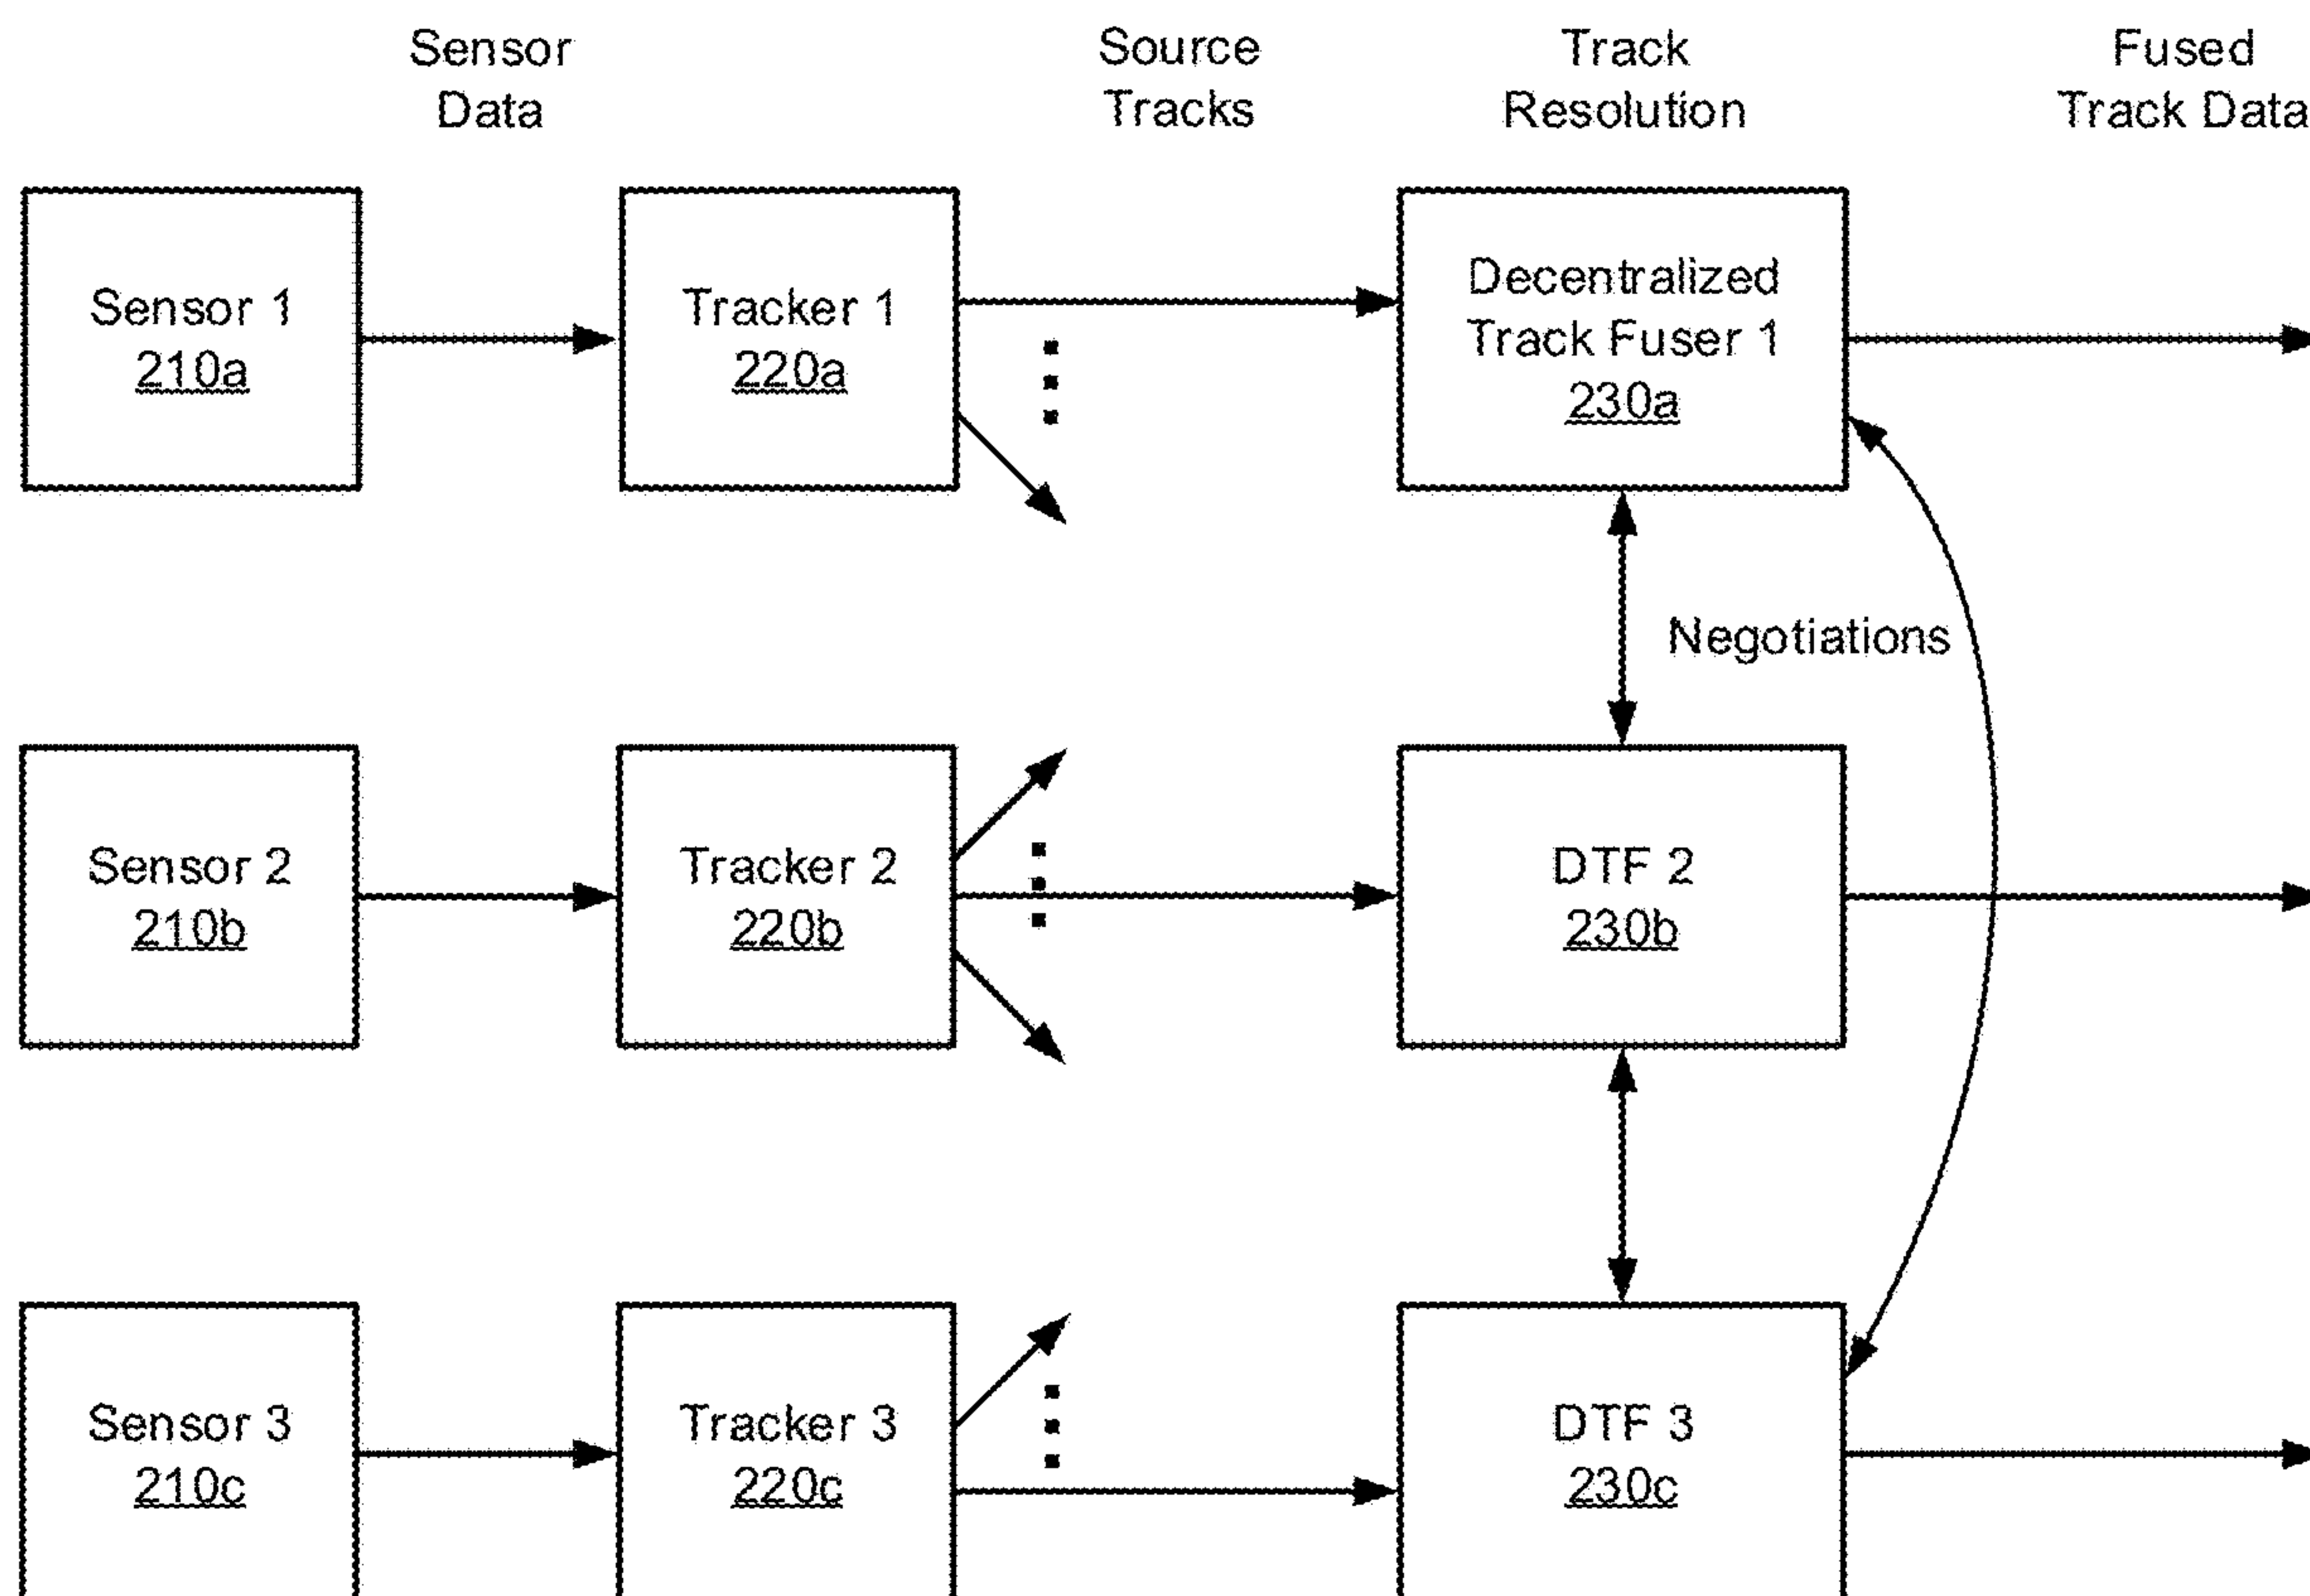 Sensor
Data
Source
Tracks
Track
Resolution
Fused
Track Data
Sensor 1
210a
Tracker 1
220a
Decentralized
Track Fuser 1
230a
Negotiations
Sensor 2
210b
Tracker 2
220b
DTF 2
230b
Sensor 3
210c
Tracker 3
220c
DTF 3
230c